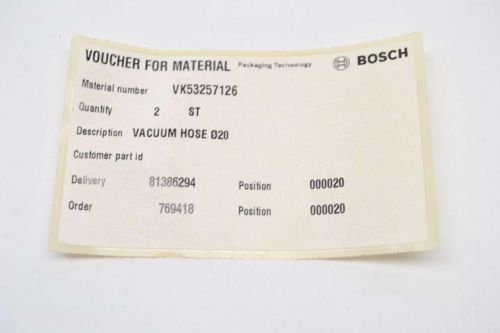 VOUCHER FOR MATERIAL Packaging Technology BOSCH
Material number VK53257126
Quantity 2 ST
Description VACUUM HOSE Ø20
Customer part id
Delivery 81386294 Position 000020
Order 769418 Position 000020